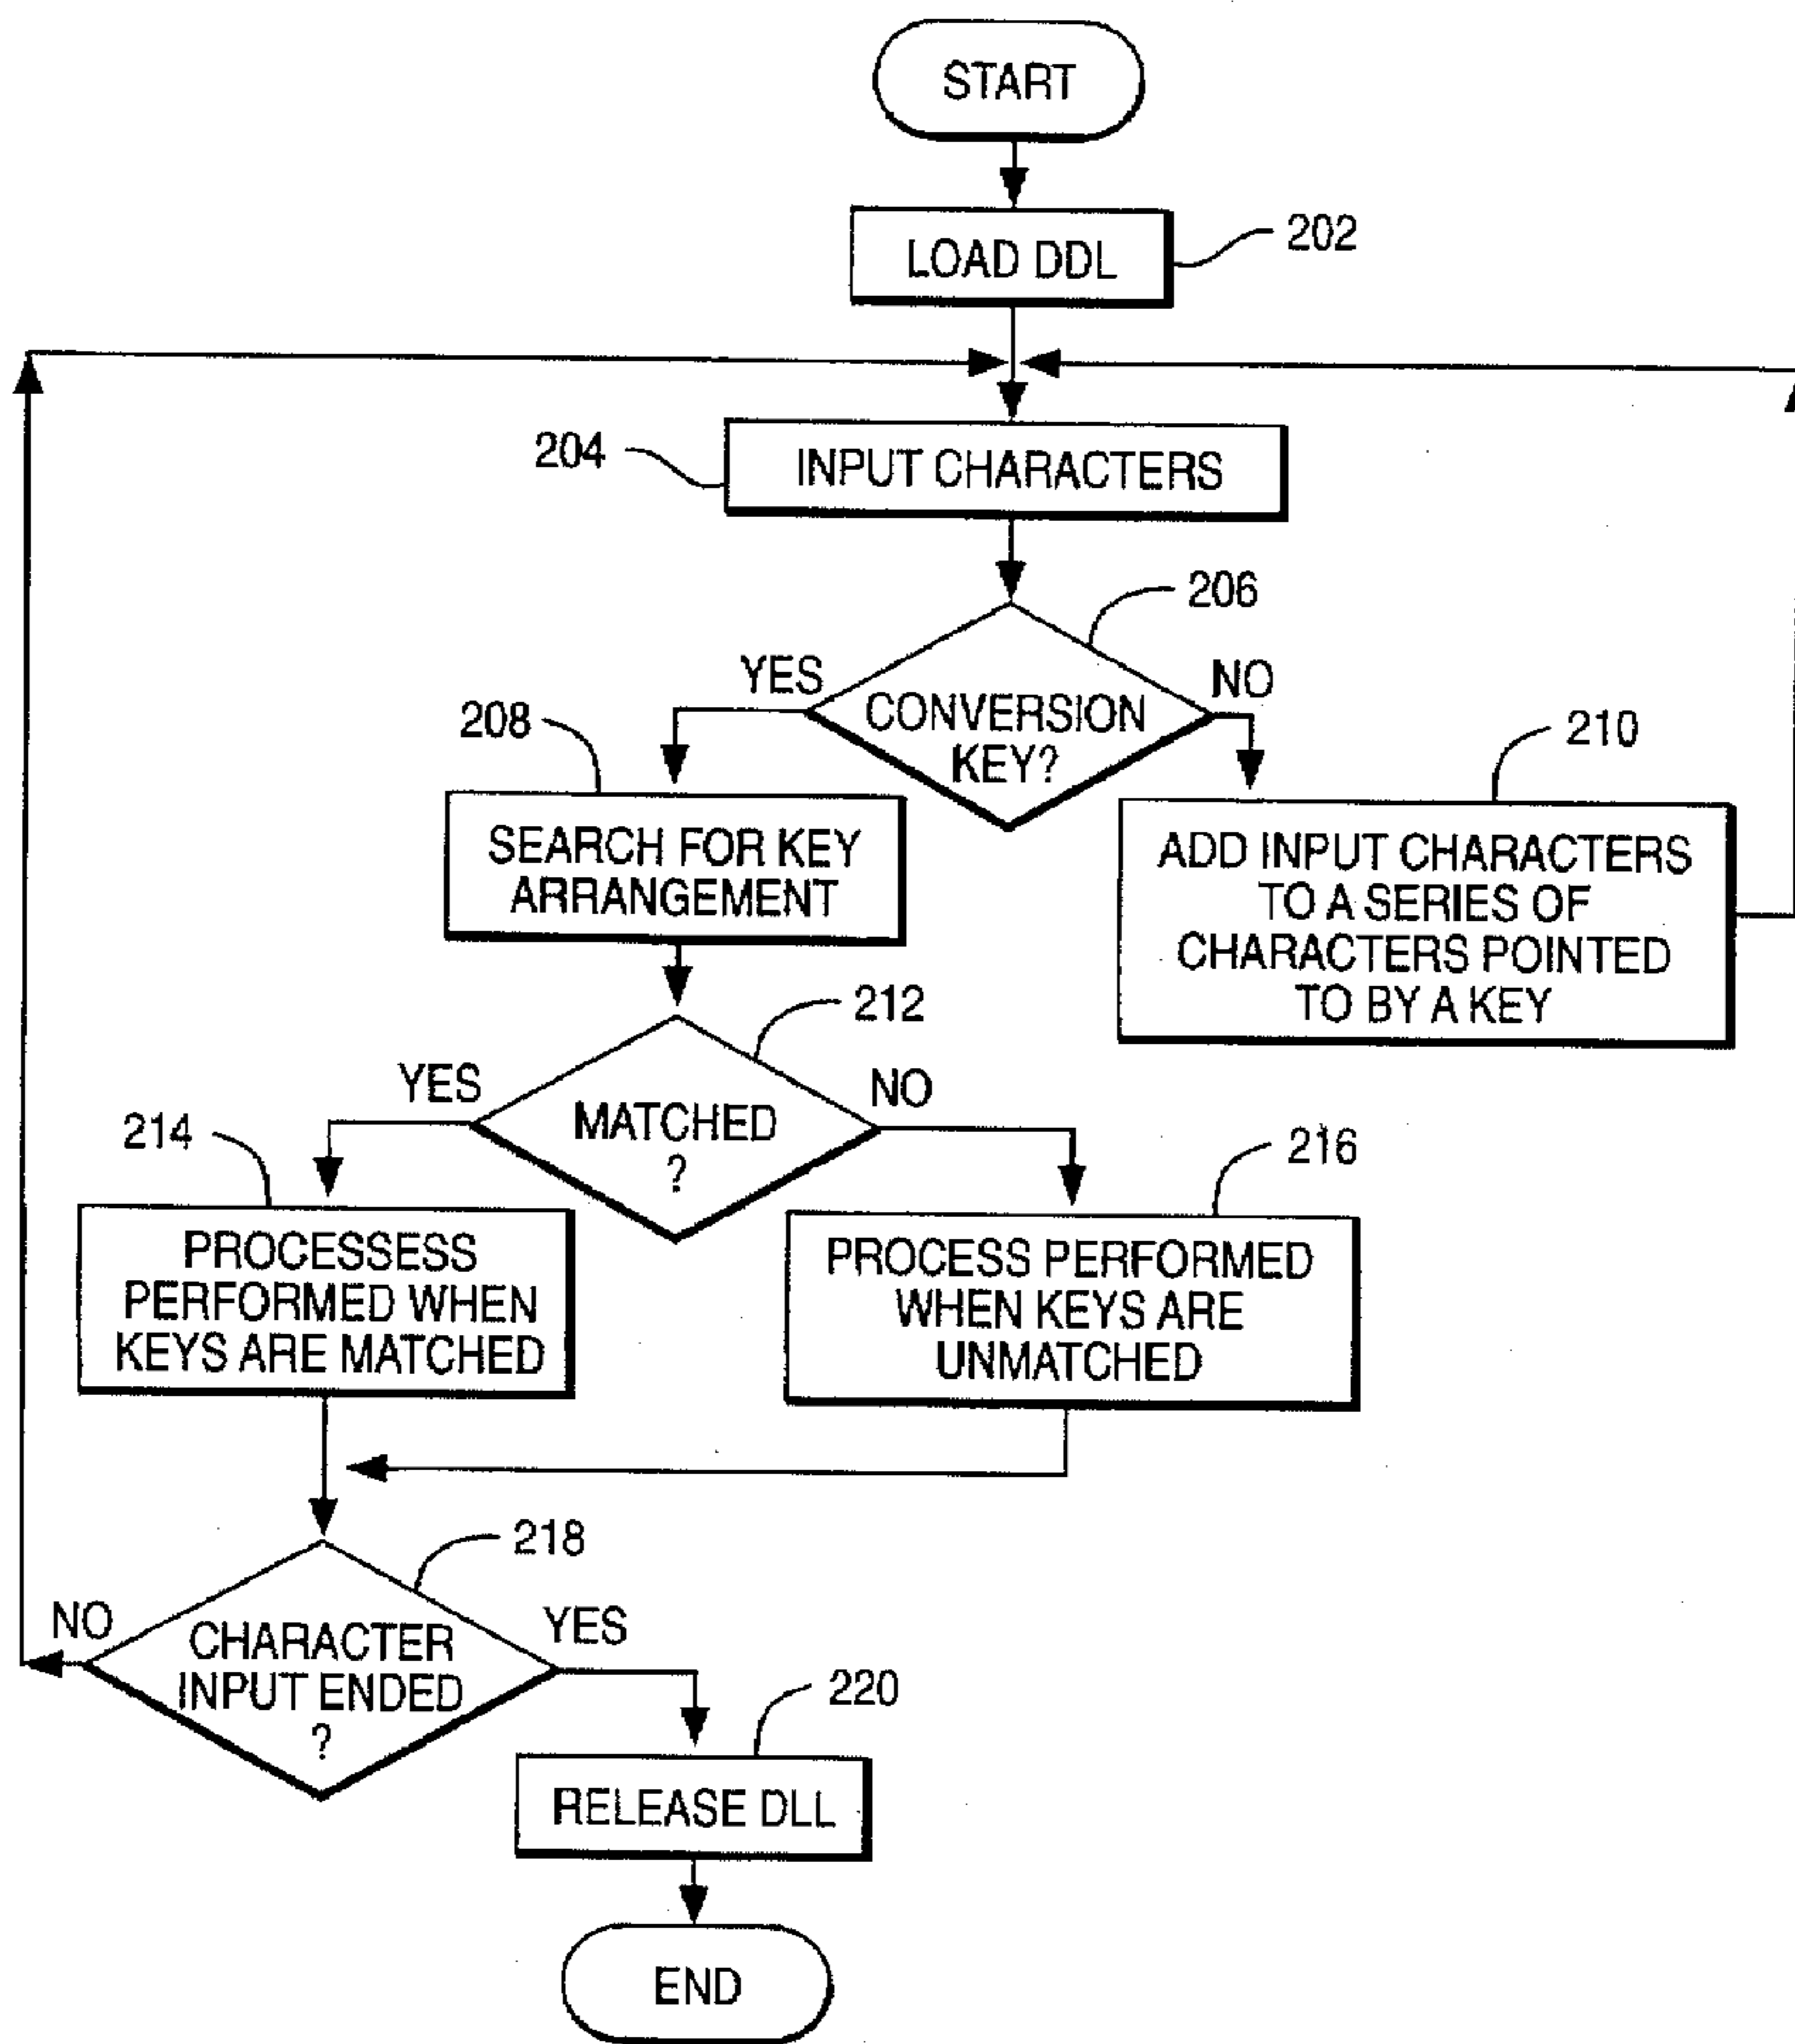 START
LOAD DDL
202
204
INPUT CHARACTERS
206
YES
NO
CONVERSION
KEY?
208
SEARCH FOR KEY
ARRANGEMENT
210
ADD INPUT CHARACTERS
TO A SERIES OF
CHARACTERS POINTED
TO BY A KEY
212
YES
NO
MATCHED
?
214
PROCESSESS
PERFORMED WHEN
KEYS ARE MATCHED
216
PROCESS PERFORMED
WHEN KEYS ARE
UNMATCHED
218
NO
YES
CHARACTER
INPUT ENDED
?
220
RELEASE DLL
END